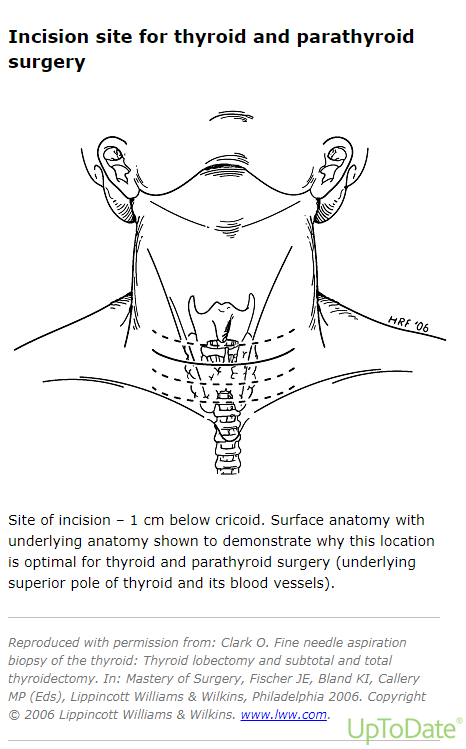 Incision site for thyroid and parathyroid
surgery
MRF '06
Site of incision – 1 cm below cricoid. Surface anatomy with
underlying anatomy shown to demonstrate why this location
is optimal for thyroid and parathyroid surgery (underlying
superior pole of thyroid and its blood vessels).
Reproduced with permission from: Clark O. Fine needle aspiration
biopsy of the thyroid: Thyroid lobectomy and subtotal and total
thyroidectomy. In: Mastery of Surgery, Fischer JE, Bland KI, Callery
MP (Eds), Lippincott Williams & Wilkins, Philadelphia 2006. Copyright
© 2006 Lippincott Williams & Wilkins. www.lww.com.
UpToDate®